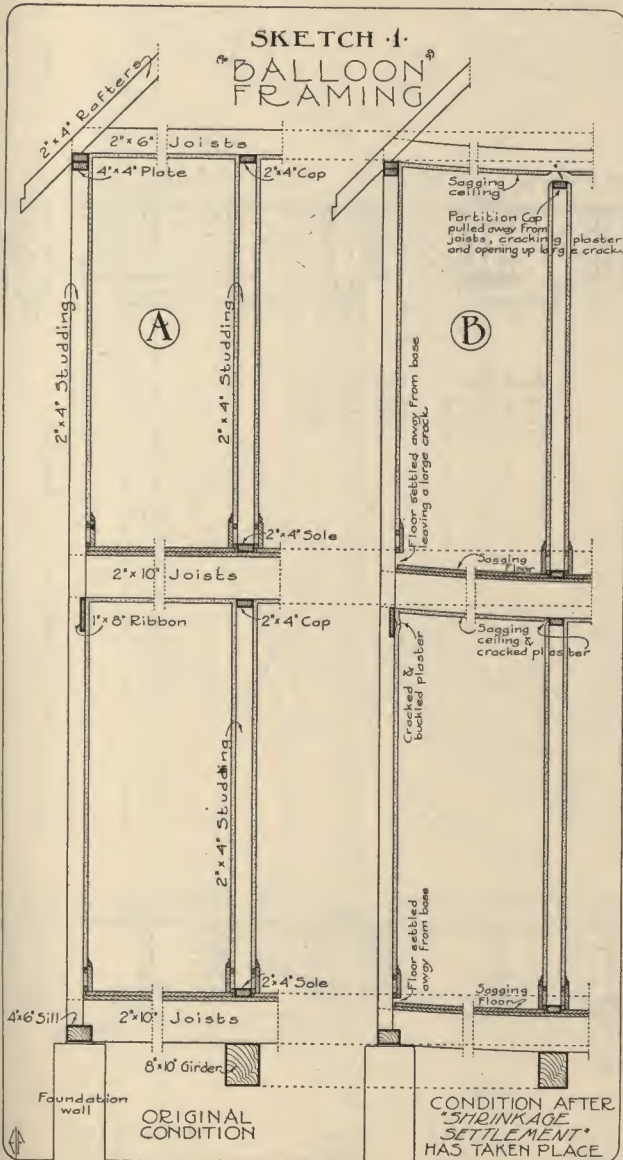 SKETCH ·1·
"BALLOON"
FRAMING
2"x4" Rafters
2"x6" Joists
4"x4" Plate
2"x4" Cap
2"x4" Studding
A
2"x4" Studding
2"x4" Sole
2"x10" Joists
1"x8" Ribbon
2"x4" Cap
2"x4" Studding
2"x4" Sole
4"x6" Sill
2"x10" Joists
8"x10" Girder
Foundation
wall
ORIGINAL
CONDITION
Sagging
ceiling
Partition Cap
pulled away from
joists, cracking plaster
and opening up large crack.
B
Floor settled away from base
leaving a large crack
Sagging
Floor
Sagging
ceiling &
cracked plaster
Cracked &
buckled plaster
Floor settled
away from base
Sagging
Floor
CONDITION AFTER
"SHRINKAGE
SETTLEMENT"
HAS TAKEN PLACE